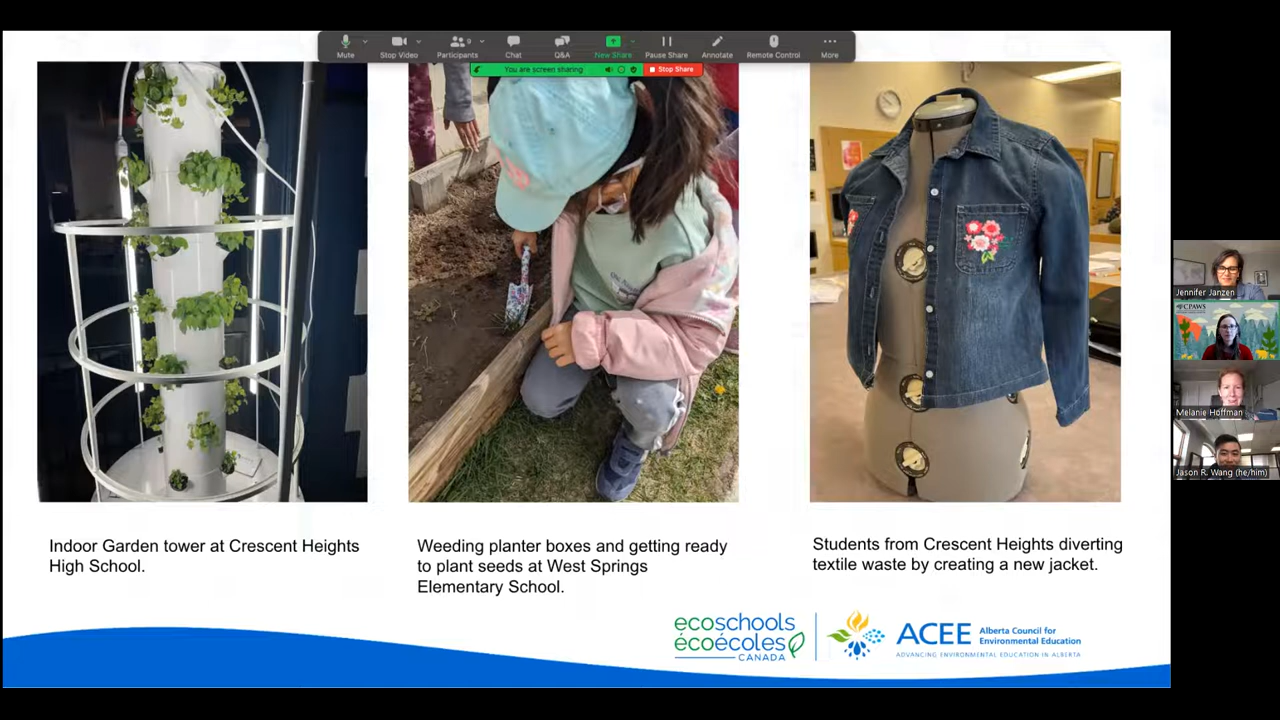 Mute
Stop Video
Participants
9
Chat
Q&A
New Share
Pause Share
Annotate
Remote Control
More
You are screen sharing
Stop Share
Jennifer Janzen
CPAWS
Melanie Hoffman
Jason R. Wang (he/him)
Indoor Garden tower at Crescent Heights
High School.
Weeding planter boxes and getting ready
to plant seeds at West Springs
Elementary School.
Students from Crescent Heights diverting
textile waste by creating a new jacket.
ecoschools
écoécoles
CANADA
ACEE
Alberta Council for
Environmental Education
ADVANCING ENVIRONMENTAL EDUCATION IN ALBERTA